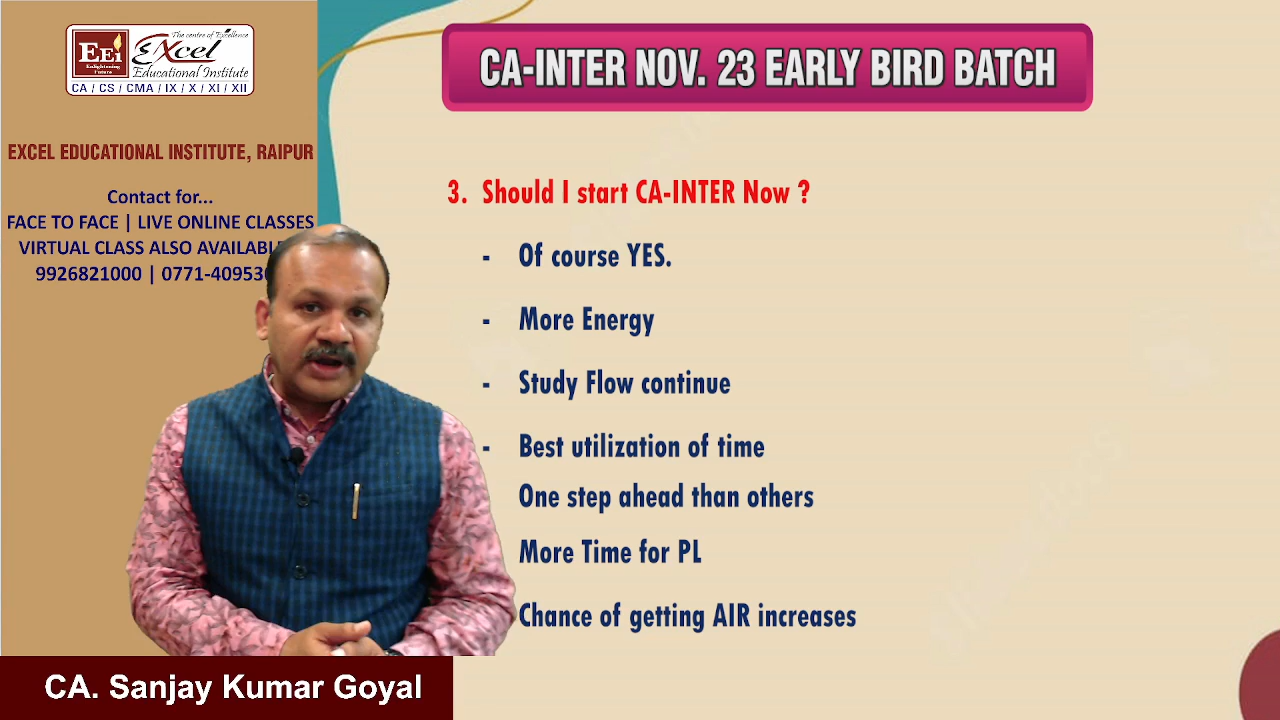 EEi
Enlightening
Future
The centre of Excellence
Excel
Educational Institute
CA / CS / CMA / IX / X / XI / XII
EXCEL EDUCATIONAL INSTITUTE, RAIPUR
Contact for...
FACE TO FACE | LIVE ONLINE CLASSES
VIRTUAL CLASS ALSO
9926821000 |
CA-INTER NOV. 23 EARLY BIRD BATCH
3. Should I start CA-INTER Now ?
- Of course YES.
- More Energy
- Study Flow continue
- Best utilization of time
One step ahead than others
More Time for PL
Chance of getting AIR increases
CA. Sanjay Kumar Goyal